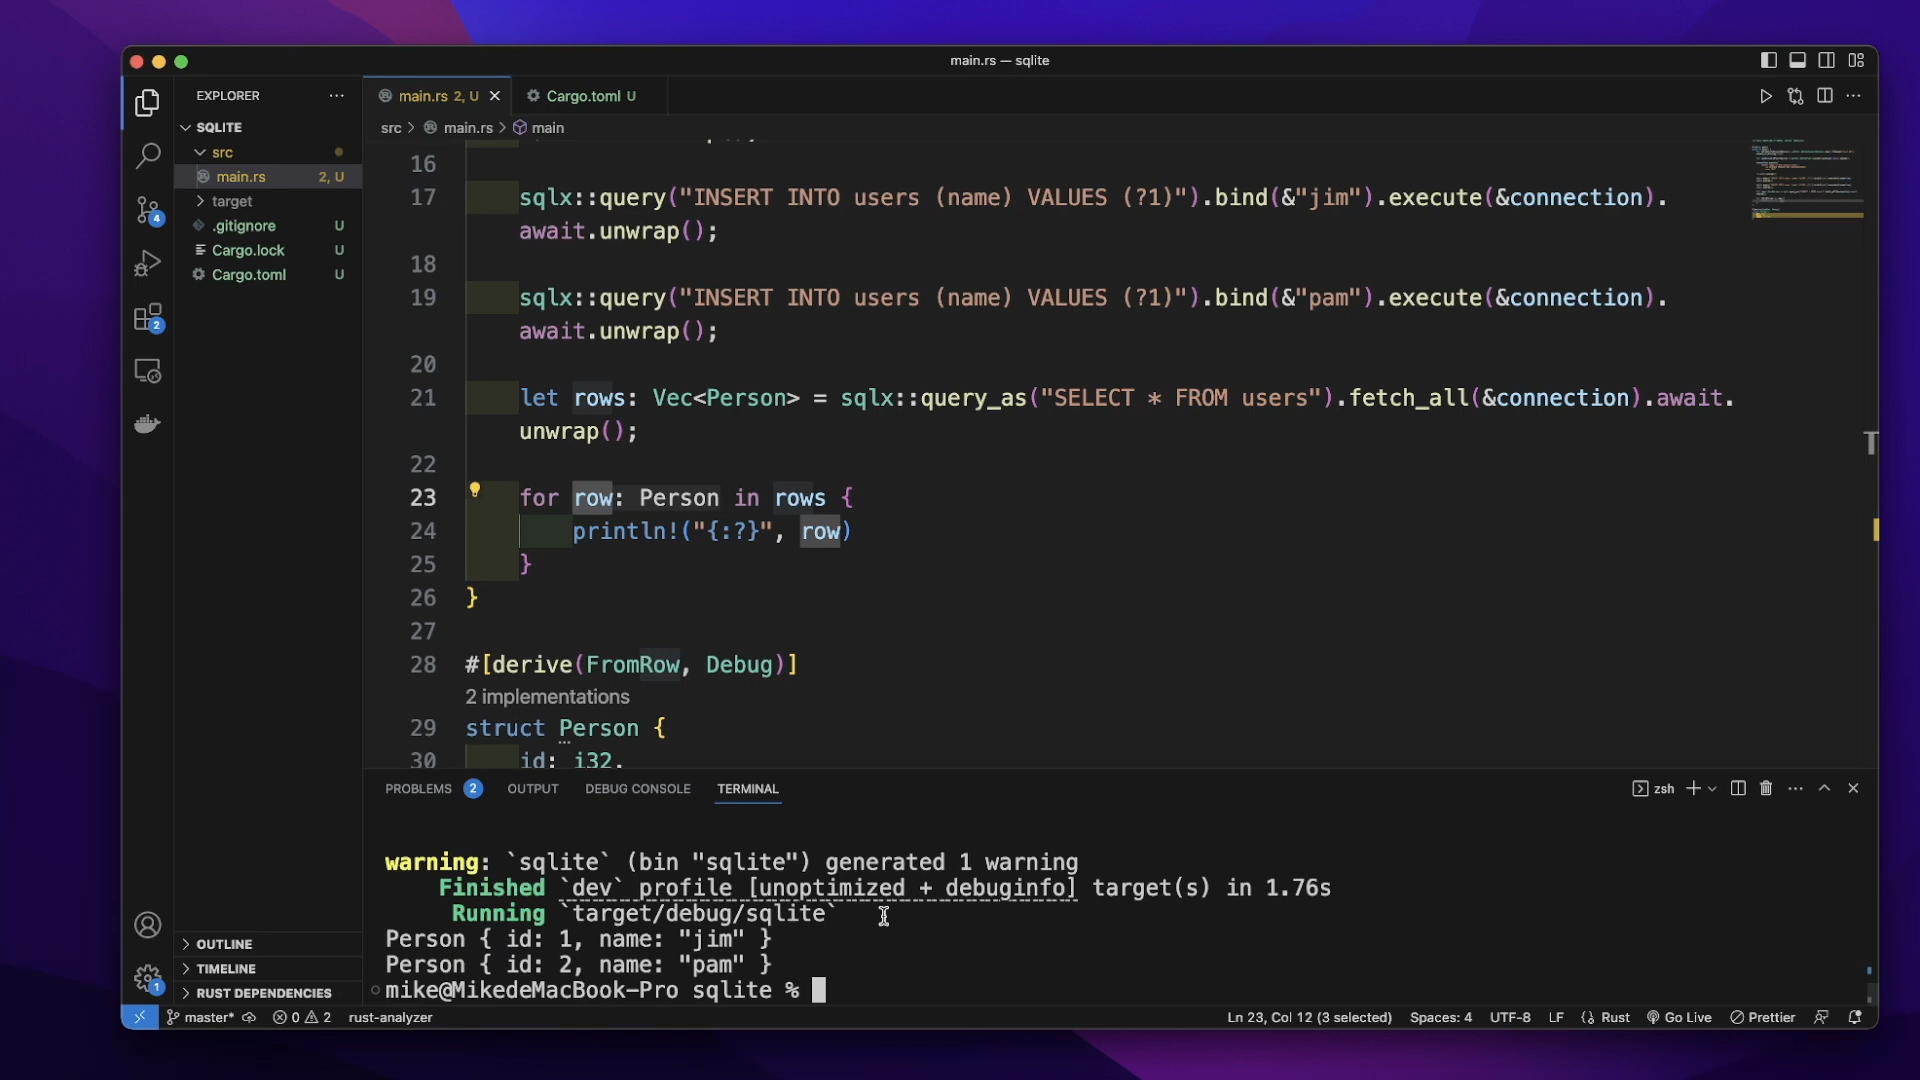 main.rs — sqlite
EXPLORER
SQLITE
src
main.rs 2, U
target
.gitignore U
Cargo.lock U
Cargo.toml U
4
2
1
OUTLINE
TIMELINE
RUST DEPENDENCIES
main.rs 2, U
Cargo.toml U
src > main.rs > main
16
17 sqlx::query("INSERT INTO users (name) VALUES (?1)").bind(&"jim").execute(&connection).
await.unwrap();
18
19 sqlx::query("INSERT INTO users (name) VALUES (?1)").bind(&"pam").execute(&connection).
await.unwrap();
20
21 let rows: Vec<Person> = sqlx::query_as("SELECT * FROM users").fetch_all(&connection).await.
unwrap();
22
23 for row: Person in rows {
24 println!("{:?}", row)
25 }
26 }
27
28 #[derive(FromRow, Debug)]
2 implementations
29 struct Person {
30 id: i32,
PROBLEMS 2 OUTPUT DEBUG CONSOLE TERMINAL
zsh
warning: `sqlite` (bin "sqlite") generated 1 warning
Finished `dev` profile [unoptimized + debuginfo] target(s) in 1.76s
Running `target/debug/sqlite`
Person { id: 1, name: "jim" }
Person { id: 2, name: "pam" }
mike@MikedeMacBook-Pro sqlite %
master* 0 2 rust-analyzer
Ln 23, Col 12 (3 selected) Spaces: 4 UTF-8 LF Rust Go Live Prettier